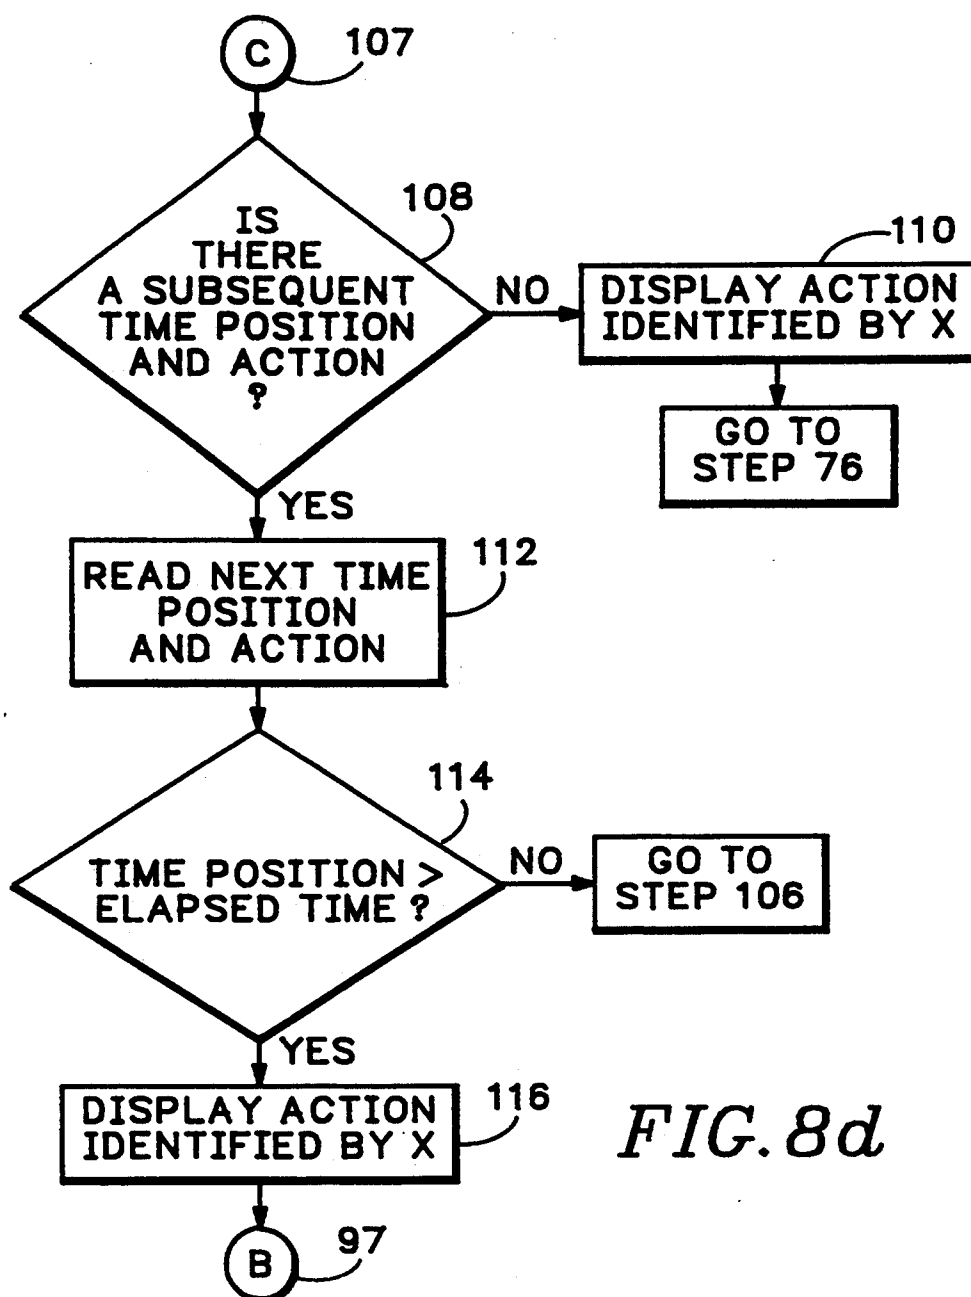 C
107
IS
THERE
A SUBSEQUENT
TIME POSITION
AND ACTION
?
108
NO
110
DISPLAY ACTION
IDENTIFIED BY X
GO TO
STEP 76
YES
READ NEXT TIME
POSITION
AND ACTION
112
TIME POSITION >
ELAPSED TIME ?
114
NO
GO TO
STEP 106
YES
DISPLAY ACTION
IDENTIFIED BY X
116
B
97
FIG. 8d